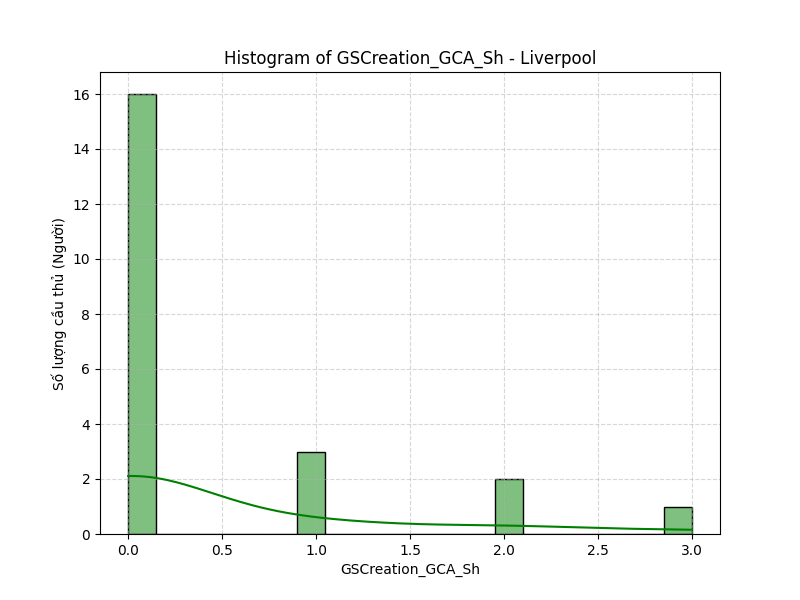 Histogram of GSCreation_GCA_Sh - Liverpool
Số lượng cầu thủ (Người)
16
14
12
10
8
6
4
2
0
0.0 0.5 1.0 1.5 2.0 2.5 3.0
GSCreation_GCA_Sh